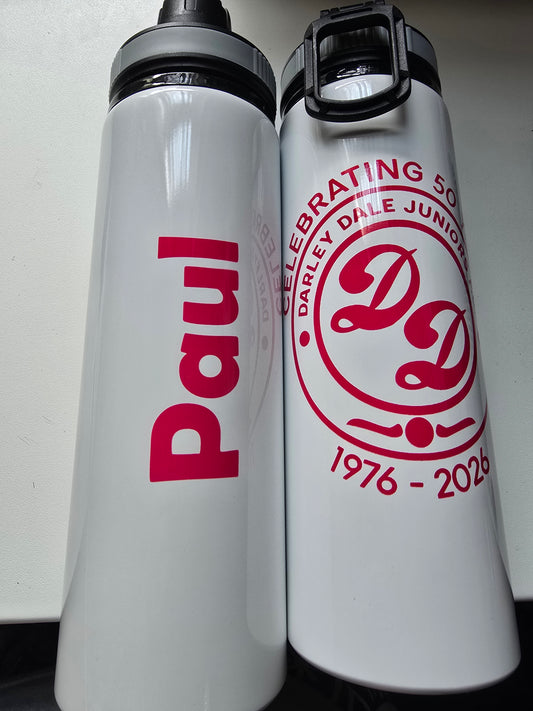 Paul
CELEBRATING 50
DARLEY DALE JUNIORS
DD
1976 - 2026